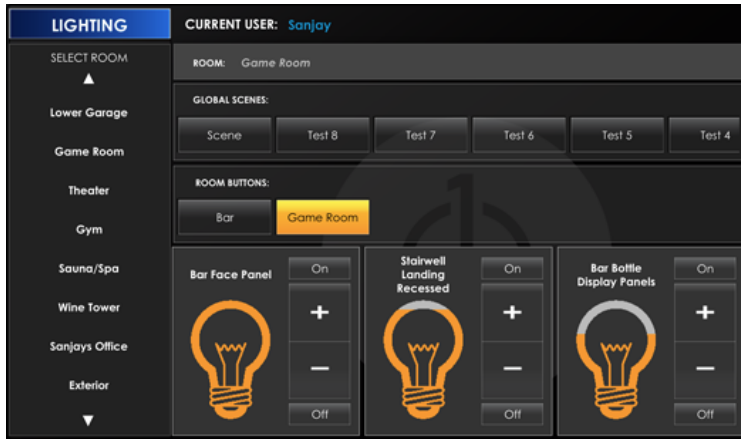 LIGHTING
CURRENT USER: Sanjay
SELECT ROOM
Lower Garage
Game Room
Theater
Gym
Sauna/Spa
Wine Tower
Sanjays Office
Exterior
ROOM: Game Room
GLOBAL SCENES:
Scene Test 8 Test 7 Test 6 Test 5 Test 4
ROOM BUTTONS:
Bar Game Room
Bar Face Panel
On
+
−
Off
Stairwell
Landing
Recessed
On
+
−
Off
Bar Bottle
Display Panels
On
+
−
Off